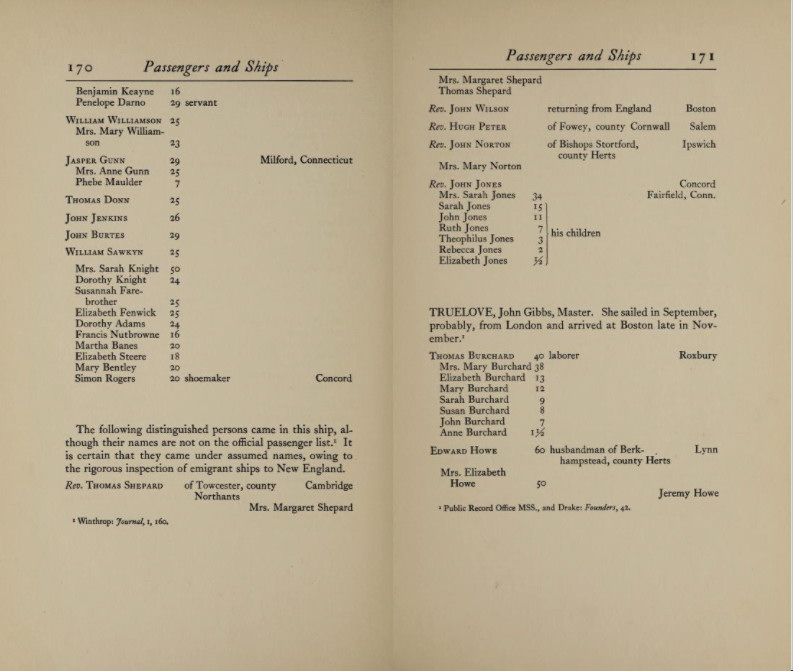 170 Passengers and Ships
Benjamin Keayne 16
Penelope Darno 29 servant
WILLIAM WILLIAMSON 25
Mrs. Mary William-
son 23
JASPER GUNN 29 Milford, Connecticut
Mrs. Anne Gunn 25
Phebe Maulder 7
THOMAS DONN 25
JOHN JENKINS 26
JOHN BURTES 29
WILLIAM SAWKYN 25
Mrs. Sarah Knight 50
Dorothy Knight 24
Susannah Fare-
brother 25
Elizabeth Fenwick 25
Dorothy Adams 24
Francis Nutbrowne 16
Martha Banes 20
Elizabeth Steere 18
Mary Bentley 20
Simon Rogers 20 shoemaker Concord
The following distinguished persons came in this ship, al-
though their names are not on the official passenger list.¹ It
is certain that they came under assumed names, owing to
the rigorous inspection of emigrant ships to New England.
Rev. THOMAS SHEPARD of Towcester, county Cambridge
Northants
Mrs. Margaret Shepard
¹ Winthrop: Journal, I, 160.
Passengers and Ships 171
Mrs. Margaret Shepard
Thomas Shepard
Rev. JOHN WILSON returning from England Boston
Rev. HUGH PETER of Fowey, county Cornwall Salem
Rev. JOHN NORTON of Bishops Stortford, Ipswich
county Herts
Mrs. Mary Norton
Rev. JOHN JONES Concord
Mrs. Sarah Jones 34 Fairfield, Conn.
Sarah Jones 15
John Jones 11
Ruth Jones 7 his children
Theophilus Jones 3
Rebecca Jones 2
Elizabeth Jones ½
TRUELOVE, John Gibbs, Master. She sailed in September,
probably, from London and arrived at Boston late in Nov-
ember.¹
THOMAS BURCHARD 40 laborer Roxbury
Mrs. Mary Burchard 38
Elizabeth Burchard 13
Mary Burchard 12
Sarah Burchard 9
Susan Burchard 8
John Burchard 7
Anne Burchard 1½
EDWARD HOWE 60 husbandman of Berk- Lynn
hampstead, county Herts
Mrs. Elizabeth
Howe 50
Jeremy Howe
¹ Public Record Office MSS., and Drake: Founders, 42.